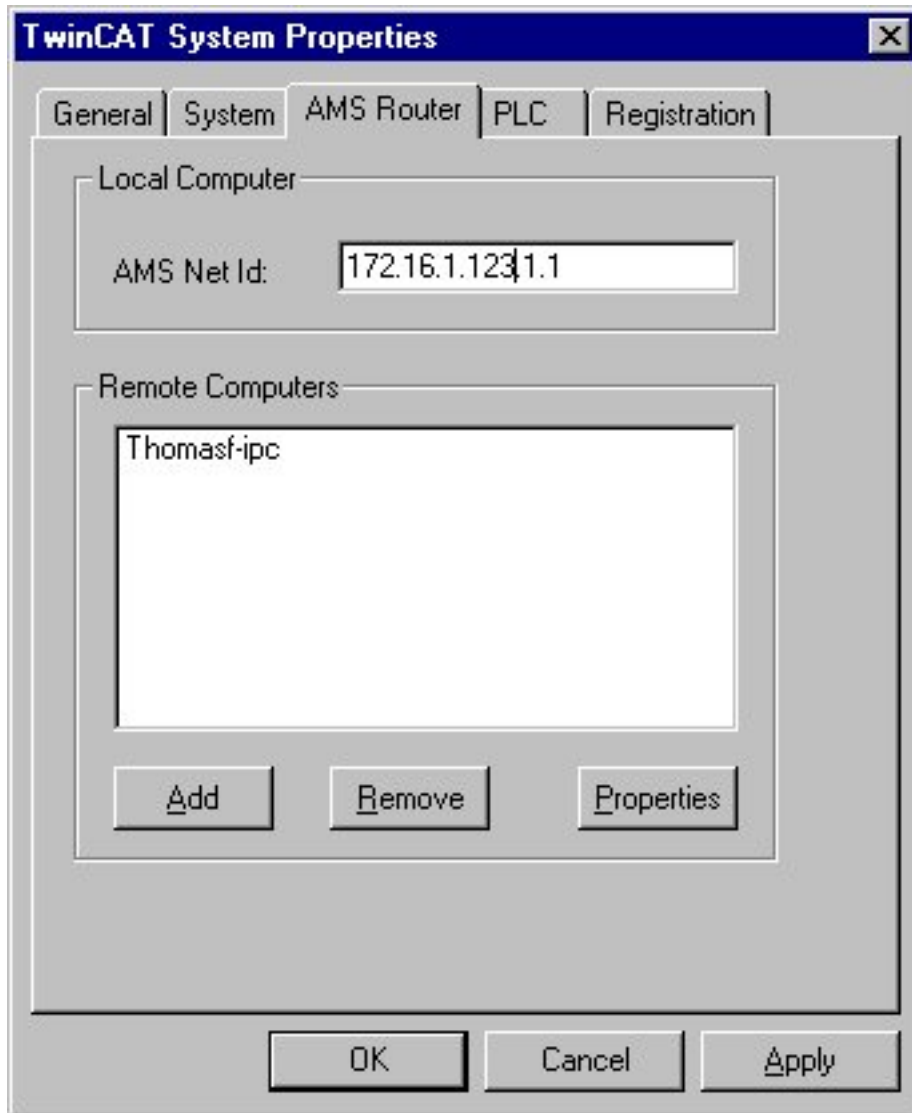 TwinCAT System Properties
General System AMS Router PLC Registration
Local Computer
AMS Net Id: 172.16.1.123.1.1
Remote Computers
Thomasf-ipc
Add Remove Properties
OK Cancel Apply